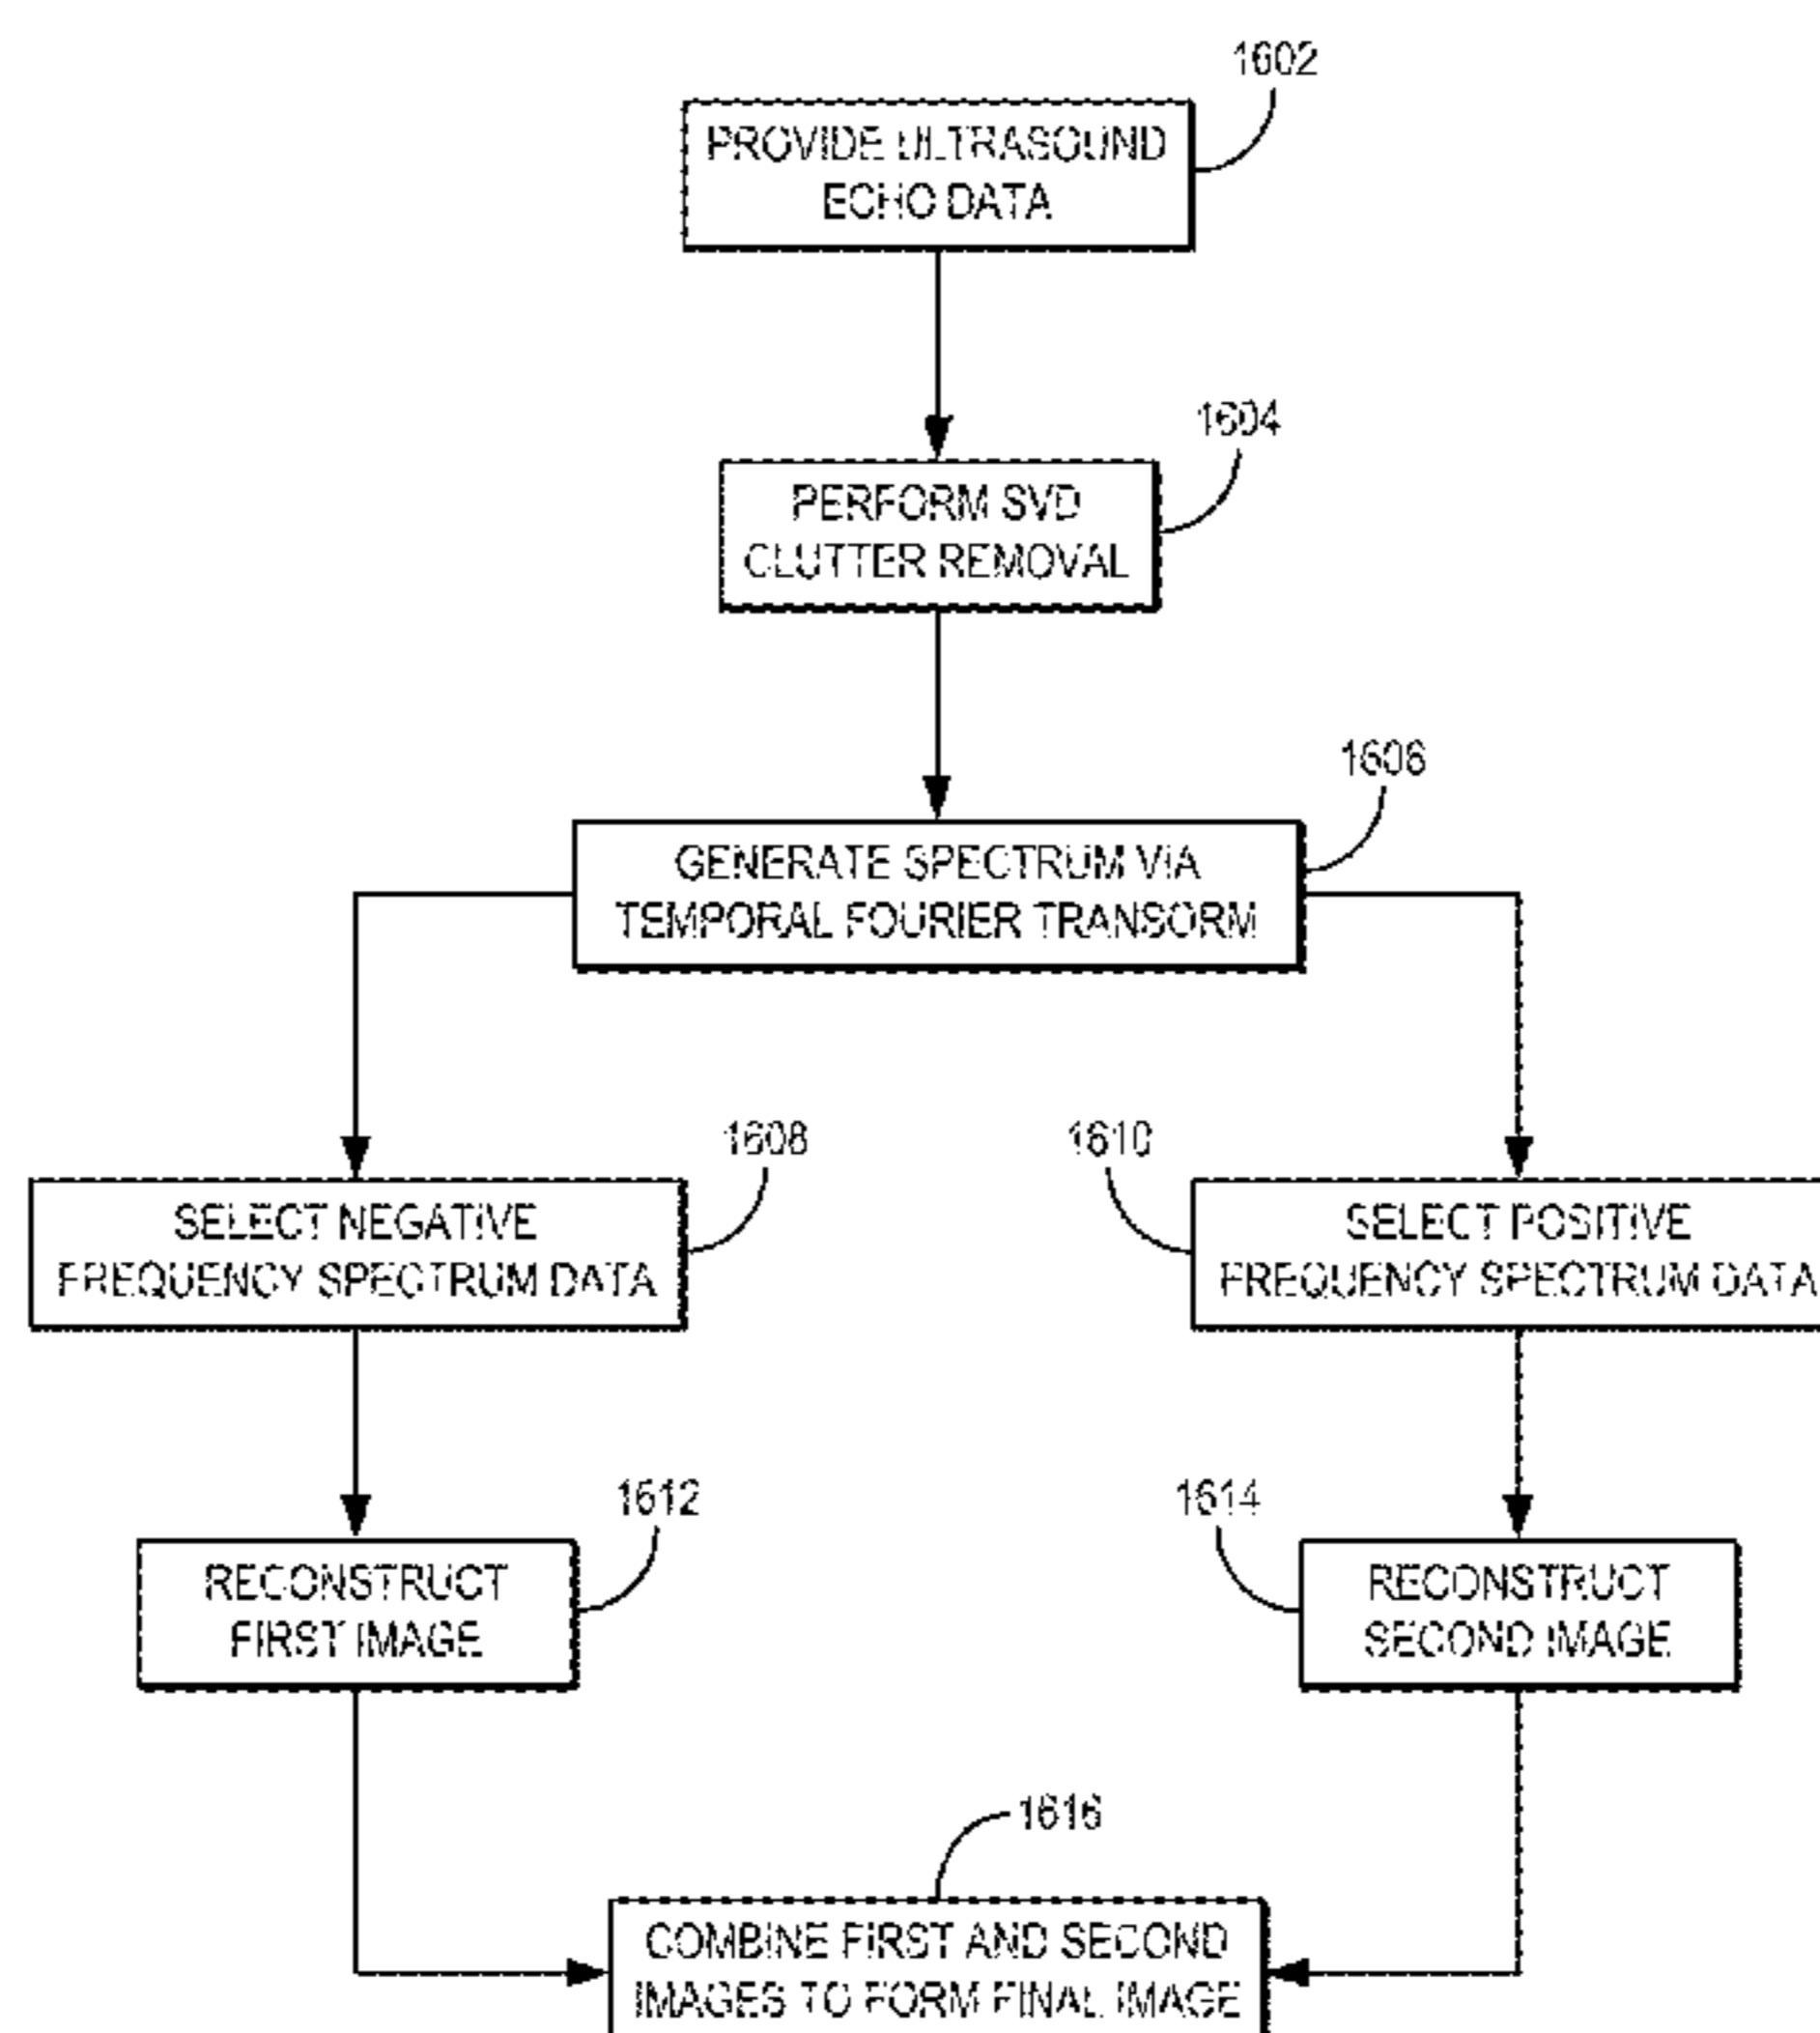 1602
PROVIDE ULTRASOUND
ECHO DATA
1604
PERFORM SVD
CLUTTER REMOVAL
1606
GENERATE SPECTRUM VIA
TEMPORAL FOURIER TRANSORM
1608
1610
SELECT NEGATIVE
FREQUENCY SPECTRUM DATA
SELECT POSITIVE
FREQUENCY SPECTRUM DATA
1612
1614
RECONSTRUCT
FIRST IMAGE
RECONSTRUCT
SECOND IMAGE
1616
COMBINE FIRST AND SECOND
IMAGES TO FORM FINAL IMAGE